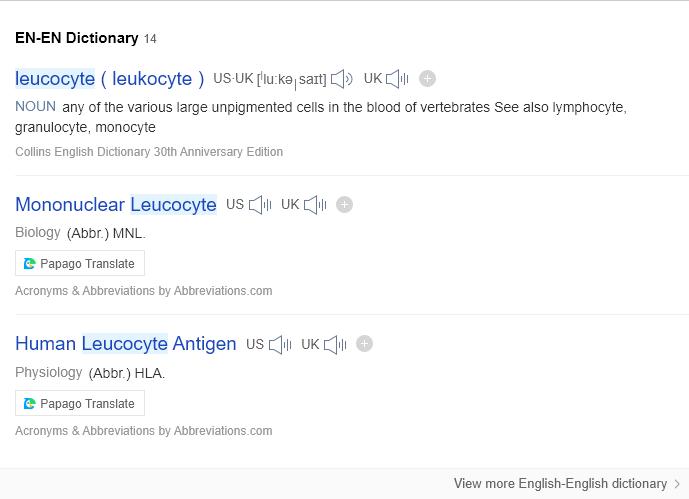 EN-EN Dictionary 14
leucocyte ( leukocyte ) US·UK [ˈluːkəˌsaɪt] UK
NOUN any of the various large unpigmented cells in the blood of vertebrates See also lymphocyte,
granulocyte, monocyte
Collins English Dictionary 30th Anniversary Edition
Mononuclear Leucocyte US UK
Biology (Abbr.) MNL.
Papago Translate
Acronyms & Abbreviations by Abbreviations.com
Human Leucocyte Antigen US UK
Physiology (Abbr.) HLA.
Papago Translate
Acronyms & Abbreviations by Abbreviations.com
View more English-English dictionary